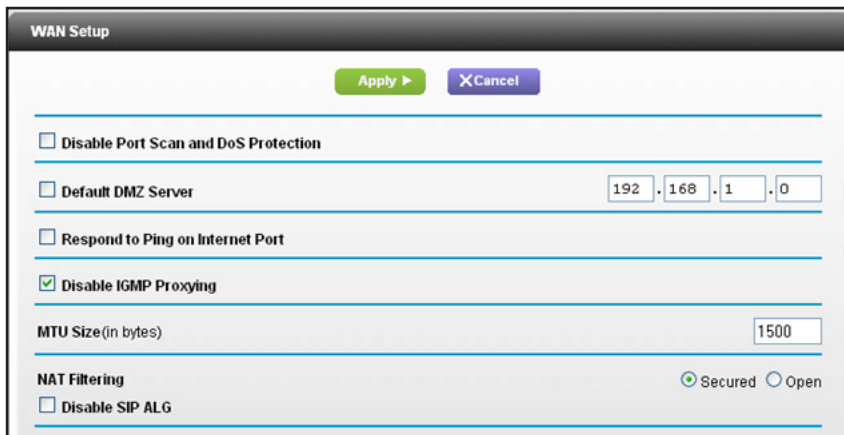 WAN Setup
Apply ▶ XCancel
Disable Port Scan and DoS Protection
Default DMZ Server 192 . 168 . 1 . 0
Respond to Ping on Internet Port
Disable IGMP Proxying
MTU Size(in bytes) 1500
NAT Filtering Secured Open
Disable SIP ALG